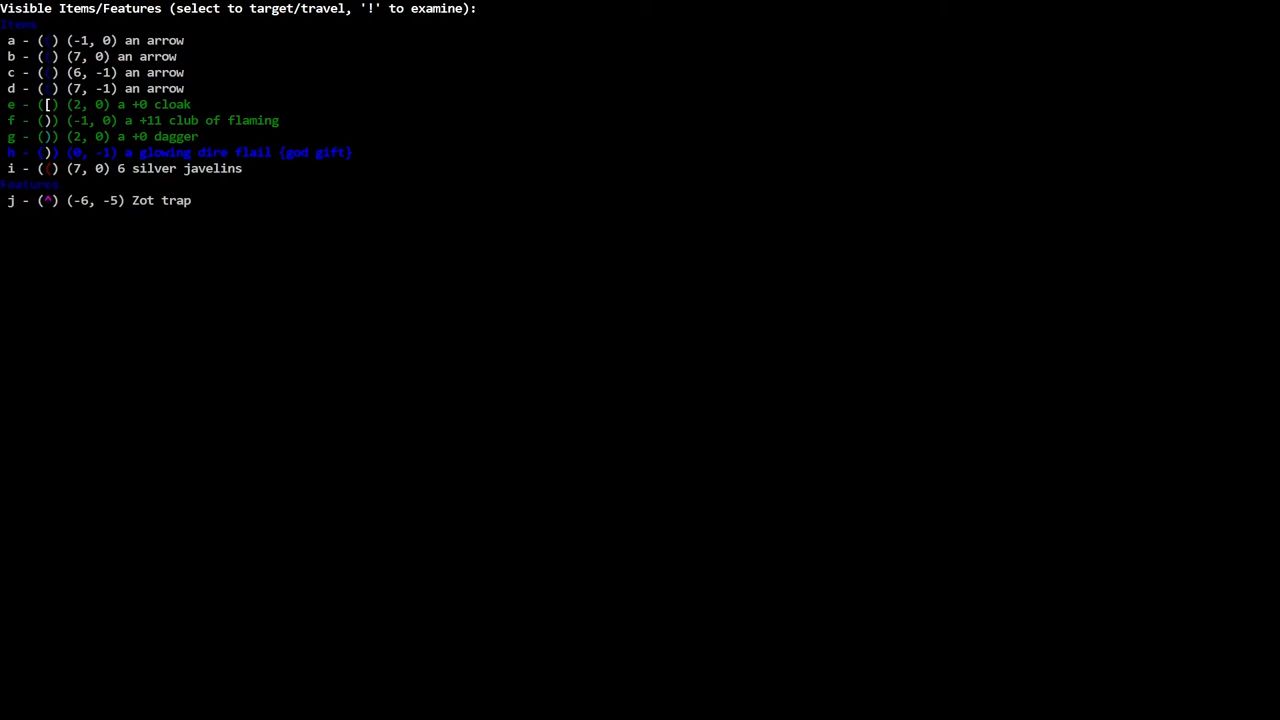 Visible Items/Features (select to target/travel, '!' to examine):
Items
a - (() (-1, 0) an arrow
b - (() (7, 0) an arrow
c - (() (6, -1) an arrow
d - (() (7, -1) an arrow
e - ([) (2, 0) a +0 cloak
f - ()) (-1, 0) a +11 club of flaming
g - ()) (2, 0) a +0 dagger
h - ()) (0, -1) a glowing dire flail {god gift}
i - (() (7, 0) 6 silver javelins
Features
j - (^) (-6, -5) Zot trap